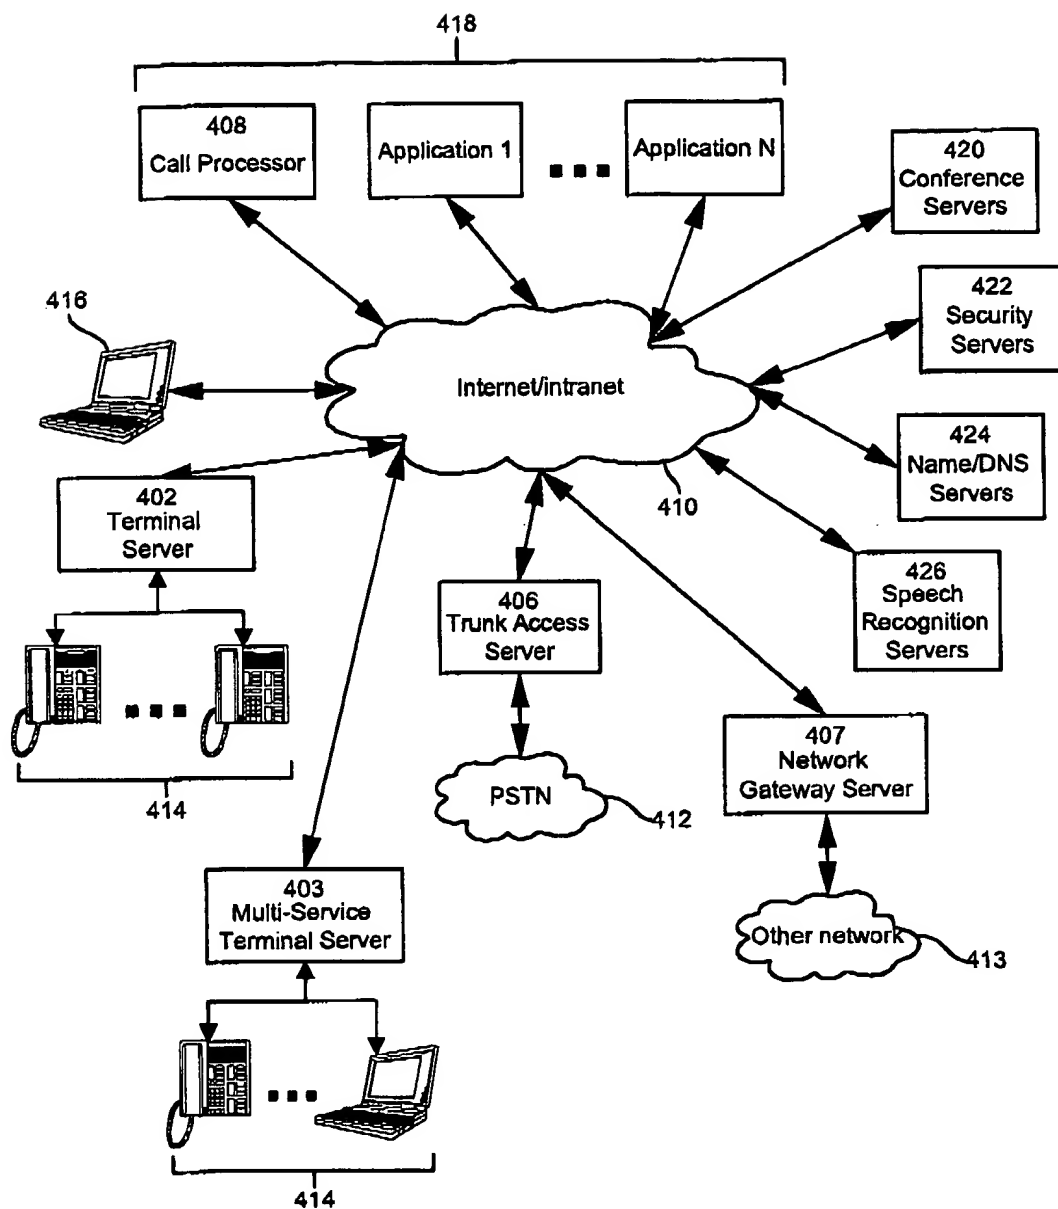 418
408
Call Processor
Application 1
Application N
420
Conference
Servers
416
422
Security
Servers
Internet/intranet
424
Name/DNS
Servers
410
402
Terminal
Server
426
Speech
Recognition
Servers
406
Trunk Access
Server
407
Network
Gateway Server
414
PSTN
412
403
Multi-Service
Terminal Server
Other network
413
414